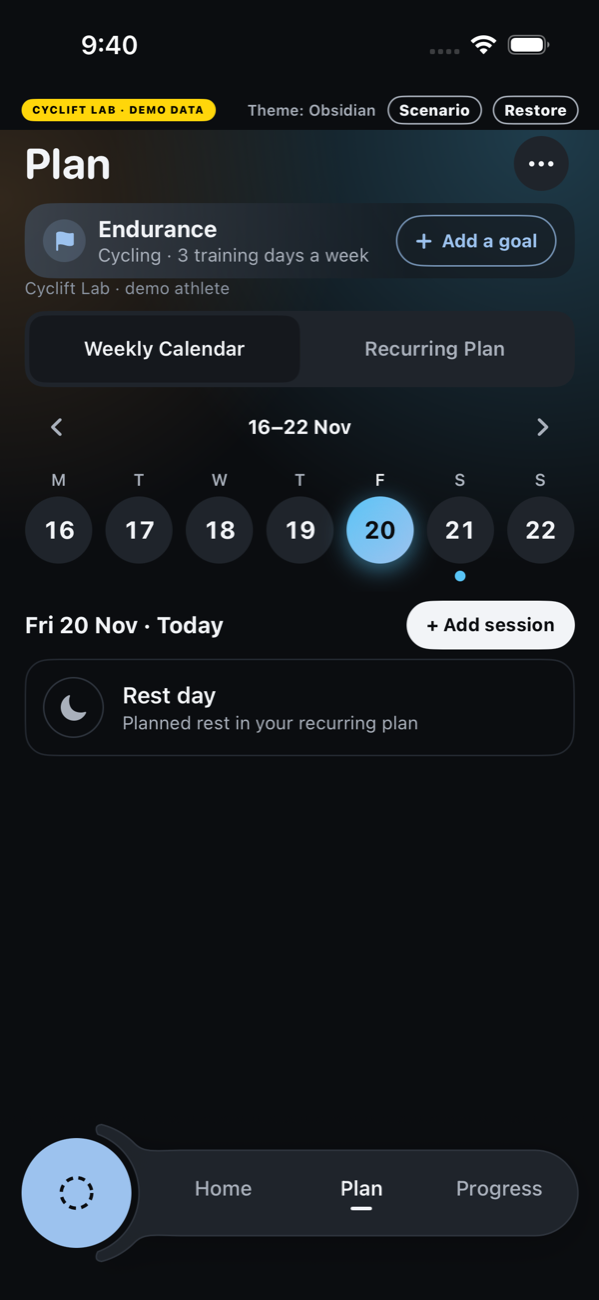 9:40
CYCLIFT LAB · DEMO DATA
Theme: Obsidian
Scenario
Restore
Plan
Endurance
Cycling · 3 training days a week
+ Add a goal
Cyclift Lab · demo athlete
Weekly Calendar
Recurring Plan
16–22 Nov
M T W T F S S
16 17 18 19 20 21 22
Fri 20 Nov · Today
+ Add session
Rest day
Planned rest in your recurring plan
Home
Plan
Progress